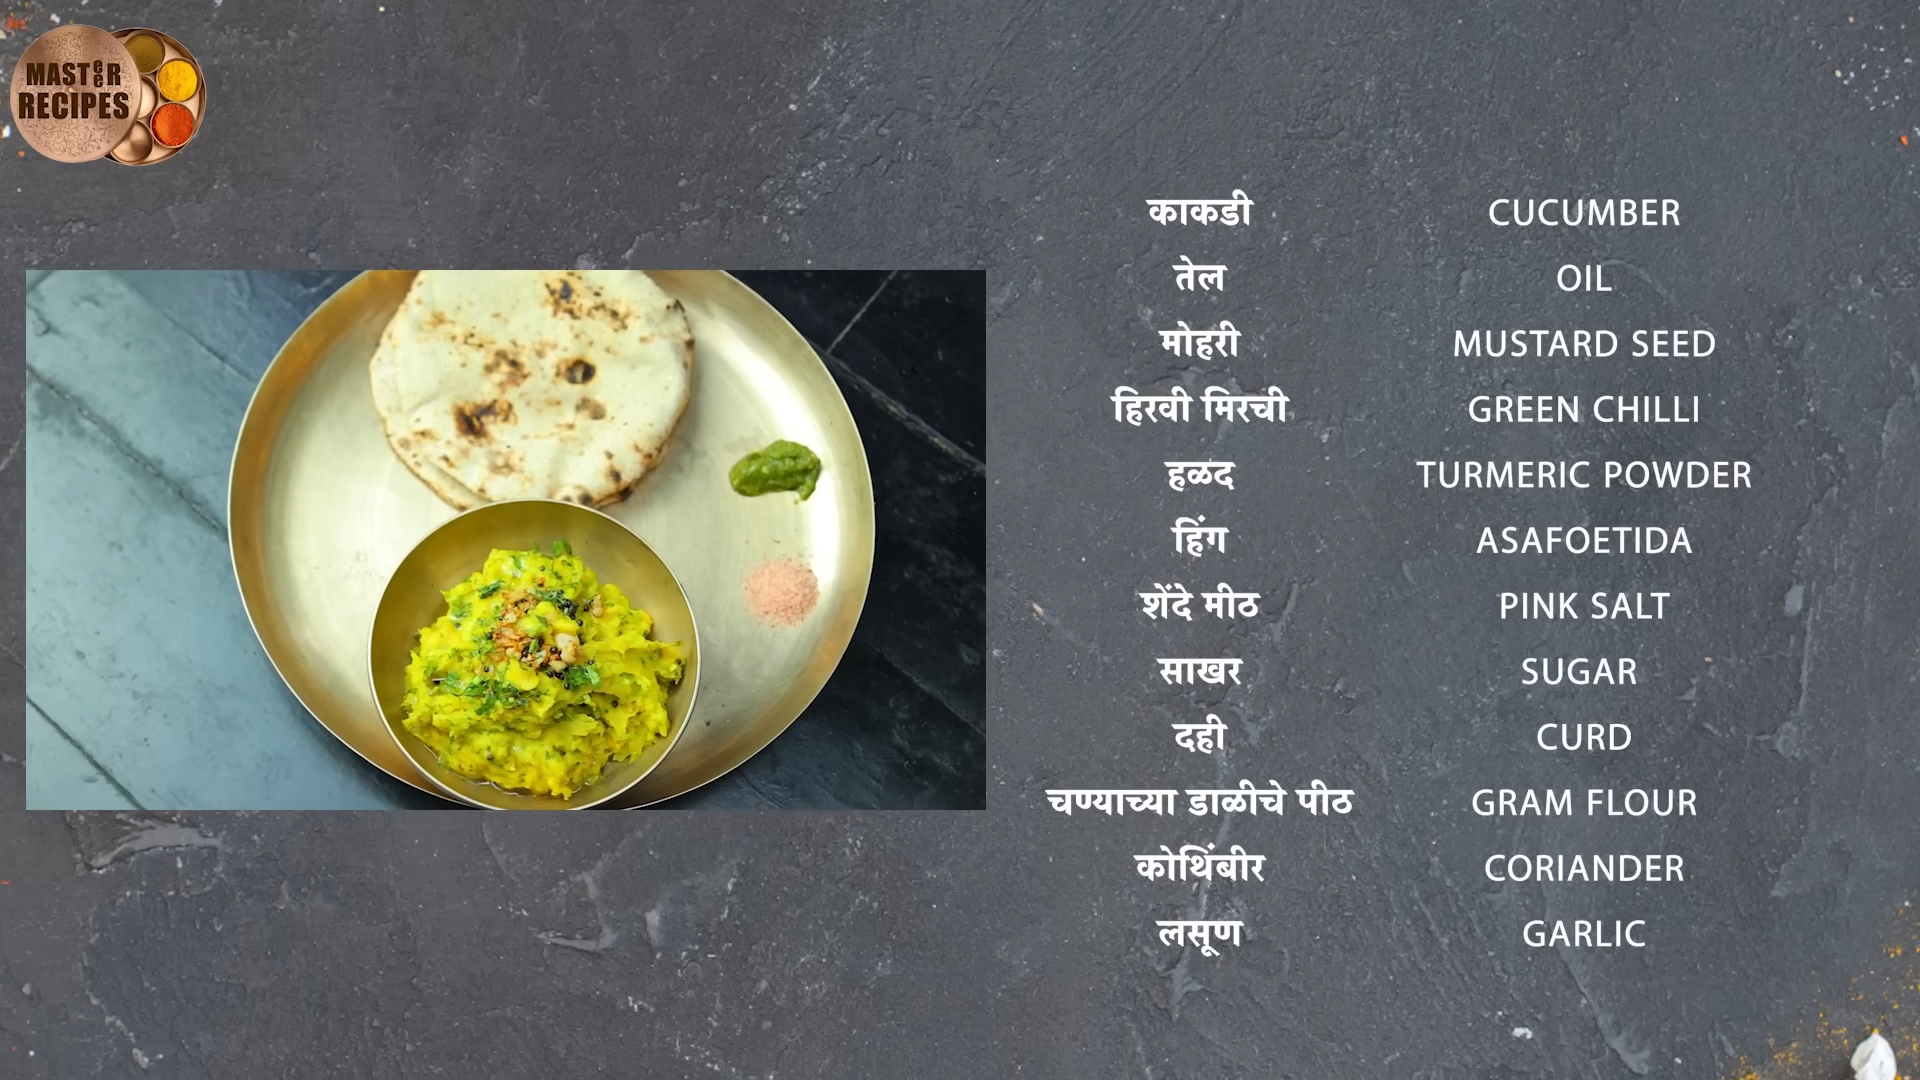 MASTER
RECIPES
काकडी CUCUMBER
तेल OIL
मोहरी MUSTARD SEED
हिरवी मिरची GREEN CHILLI
हळद TURMERIC POWDER
हिंग ASAFOETIDA
शेंदे मीठ PINK SALT
साखर SUGAR
दही CURD
चण्याच्या डाळीचे पीठ GRAM FLOUR
कोथिंबीर CORIANDER
लसूण GARLIC